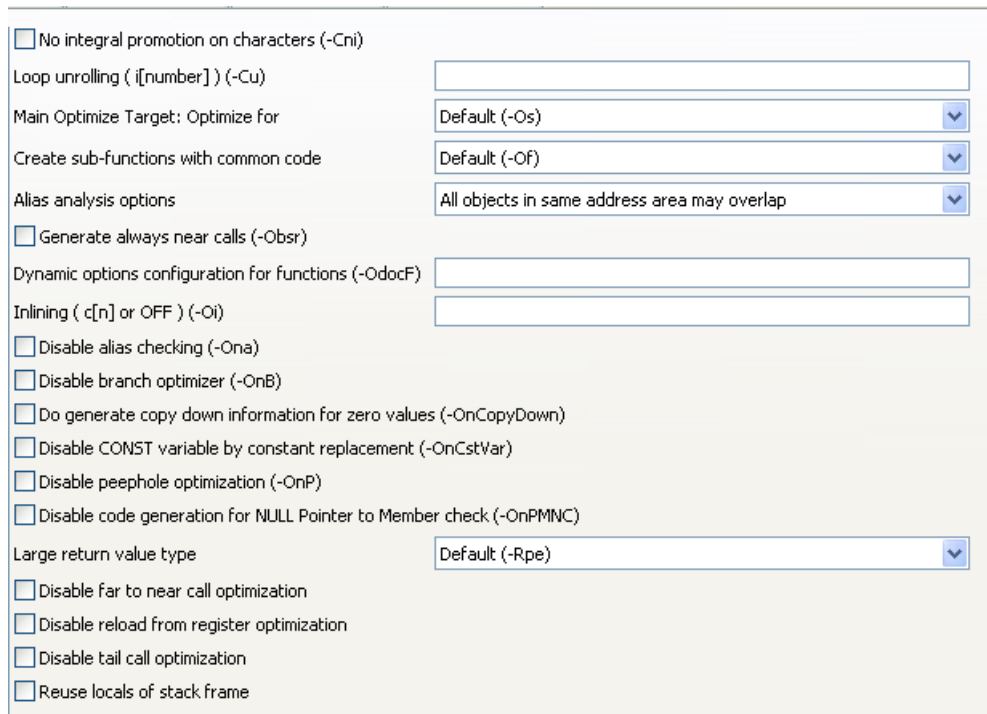 No integral promotion on characters (-Cni)
Loop unrolling ( i[number] ) (-Cu)
Main Optimize Target: Optimize for Default (-Os)
Create sub-functions with common code Default (-Of)
Alias analysis options All objects in same address area may overlap
Generate always near calls (-Obsr)
Dynamic options configuration for functions (-OdocF)
Inlining ( c[n] or OFF ) (-Oi)
Disable alias checking (-Ona)
Disable branch optimizer (-OnB)
Do generate copy down information for zero values (-OnCopyDown)
Disable CONST variable by constant replacement (-OnCstVar)
Disable peephole optimization (-OnP)
Disable code generation for NULL Pointer to Member check (-OnPMNC)
Large return value type Default (-Rpe)
Disable far to near call optimization
Disable reload from register optimization
Disable tail call optimization
Reuse locals of stack frame